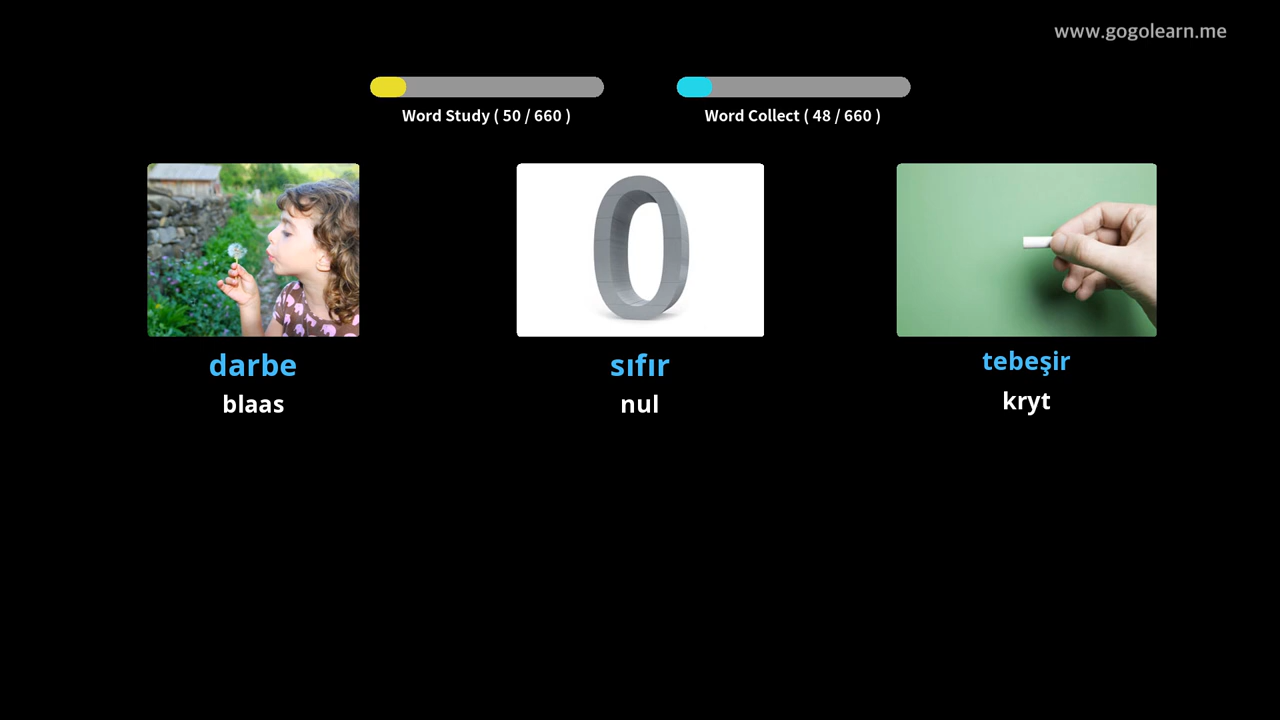 www.gogolearn.me
Word Study ( 50 / 660 )
Word Collect ( 48 / 660 )
darbe
blaas
sıfır
nul
tebeşir
kryt